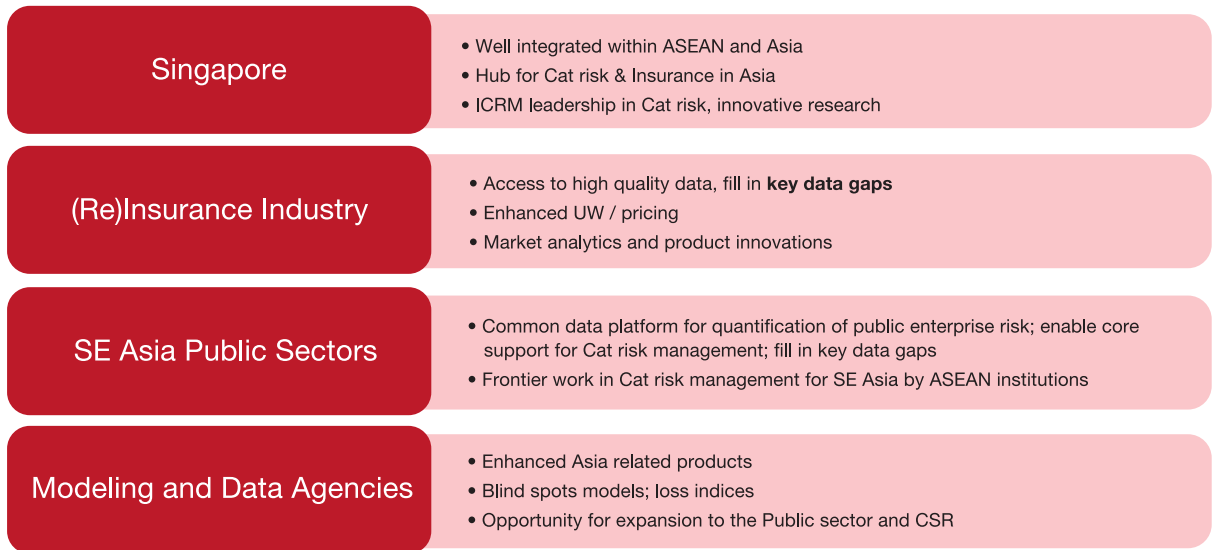 Singapore
• Well integrated within ASEAN and Asia
• Hub for Cat risk & Insurance in Asia
• ICRM leadership in Cat risk, innovative research
(Re)Insurance Industry
• Access to high quality data, fill in key data gaps
• Enhanced UW / pricing
• Market analytics and product innovations
SE Asia Public Sectors
• Common data platform for quantification of public enterprise risk; enable core
support for Cat risk management; fill in key data gaps
• Frontier work in Cat risk management for SE Asia by ASEAN institutions
Modeling and Data Agencies
• Enhanced Asia related products
• Blind spots models; loss indices
• Opportunity for expansion to the Public sector and CSR